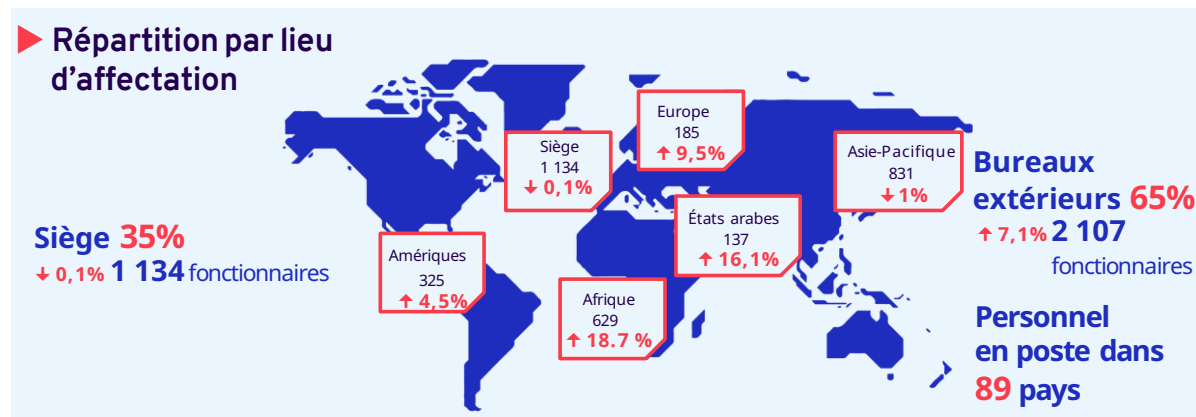 Répartition par lieu
d’affectation
Europe
185
↑ 9,5%
Siège
1 134
↓ 0,1%
Asie-Pacifique
831
↓ 1%
Bureaux
extérieurs 65%
↑ 7,1% 2 107
fonctionnaires
États arabes
137
↑ 16,1%
Siège 35%
↓ 0,1% 1 134 fonctionnaires
Amériques
325
↑ 4,5%
Afrique
629
↑ 18.7 %
Personnel
en poste dans
89 pays